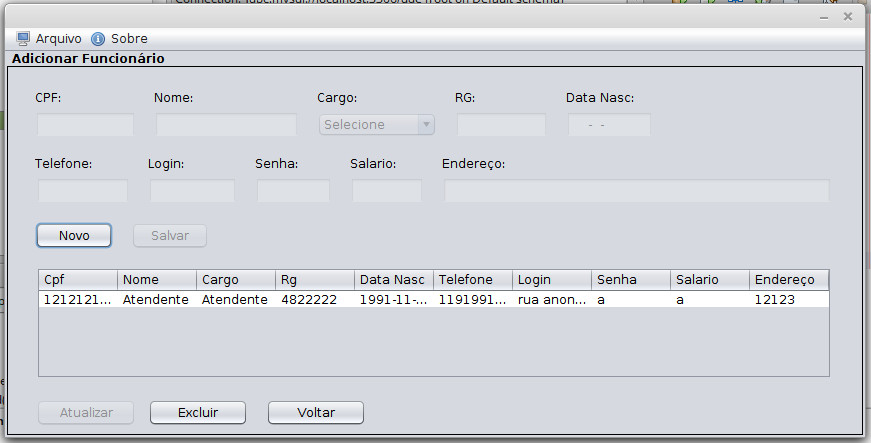 Arquivo Sobre
Adicionar Funcionário
CPF: Nome: Cargo: RG: Data Nasc:
Selecione - -
Telefone: Login: Senha: Salario: Endereço:
Novo Salvar
Cpf Nome Cargo Rg Data Nasc Telefone Login Senha Salario Endereço
1212121... Atendente Atendente 4822222 1991-11-... 1191991... rua anon... a a 12123
Atualizar Excluir Voltar